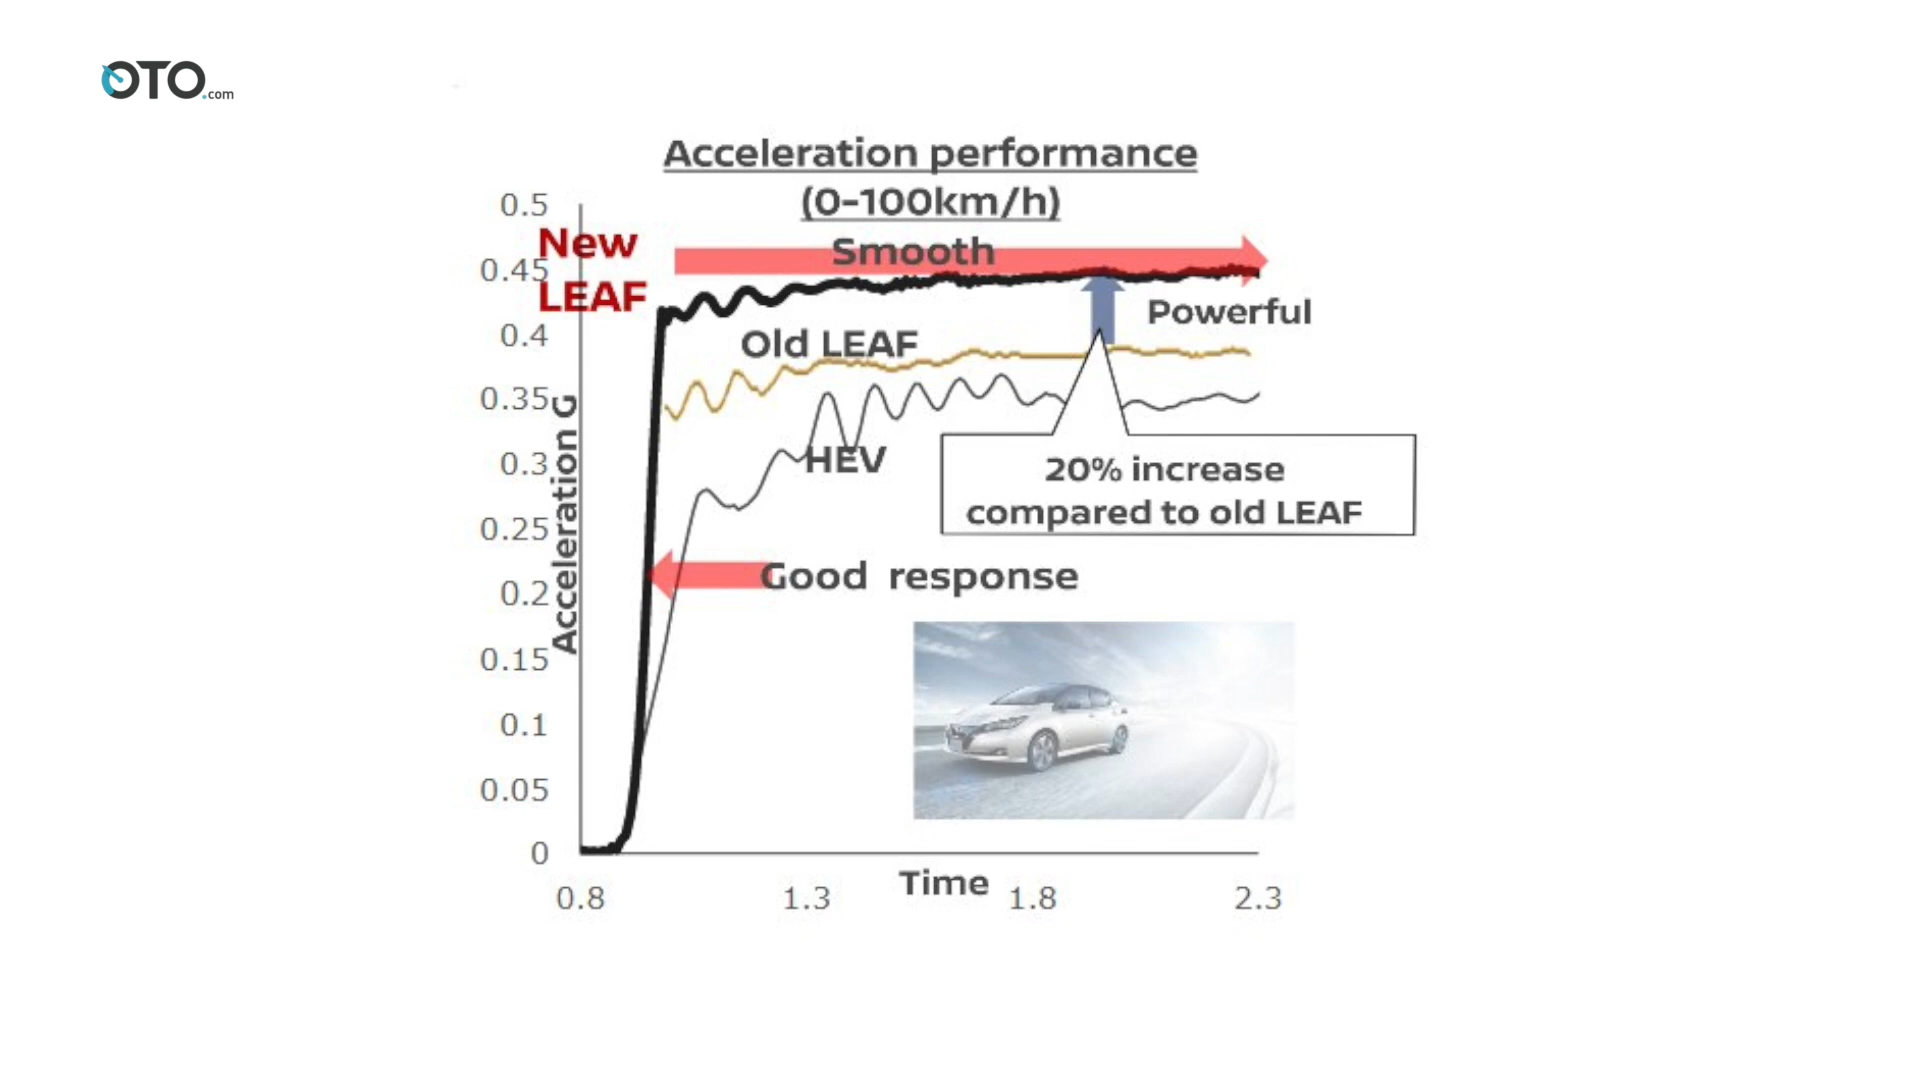 OTO.com
Acceleration performance
(0-100km/h)
0.5
New
Smooth
0.45
LEAF
Powerful
0.4
Old LEAF
0.35
Acceleration G
0.3
HEV
20% increase
compared to old LEAF
0.25
Good response
0.2
0.15
0.1
0.05
0
Time
0.8 1.3 1.8 2.3